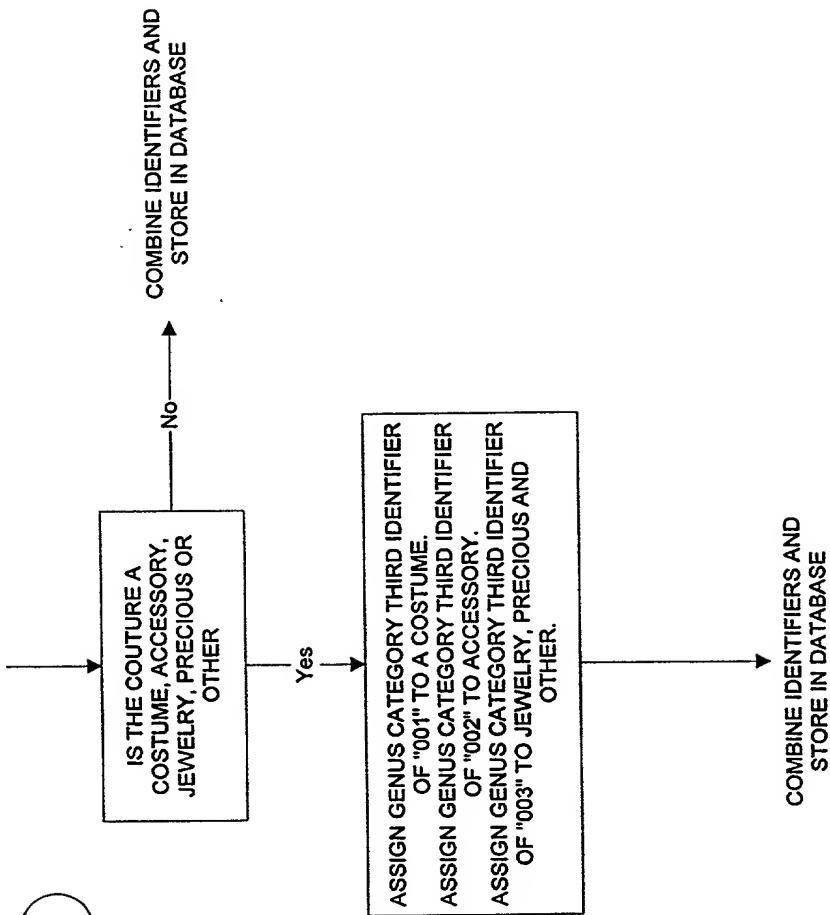 IS THE COUTURE A
COSTUME, ACCESSORY,
JEWELRY, PRECIOUS OR
OTHER
No
COMBINE IDENTIFIERS AND
STORE IN DATABASE
Yes
ASSIGN GENUS CATEGORY THIRD IDENTIFIER
OF "001" TO A COSTUME.
ASSIGN GENUS CATEGORY THIRD IDENTIFIER
OF "002" TO ACCESSORY.
ASSIGN GENUS CATEGORY THIRD IDENTIFIER
OF "003" TO JEWELRY, PRECIOUS AND
OTHER.
COMBINE IDENTIFIERS AND
STORE IN DATABASE